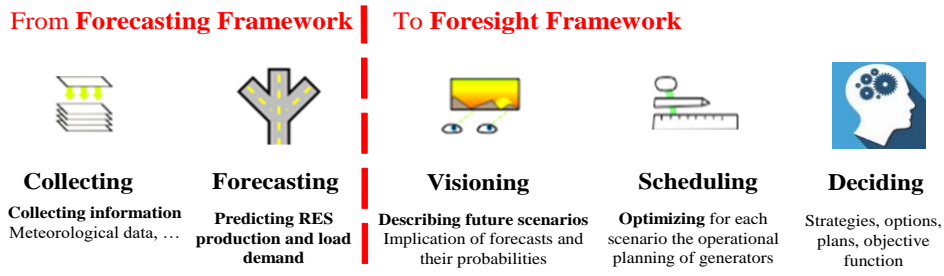 From Forecasting Framework
To Foresight Framework
Collecting
Collecting information
Meteorological data, …
Forecasting
Predicting RES
production and load
demand
Visioning
Describing future scenarios
Implication of forecasts and
their probabilities
Scheduling
Optimizing for each
scenario the operational
planning of generators
Deciding
Strategies, options,
plans, objective
function